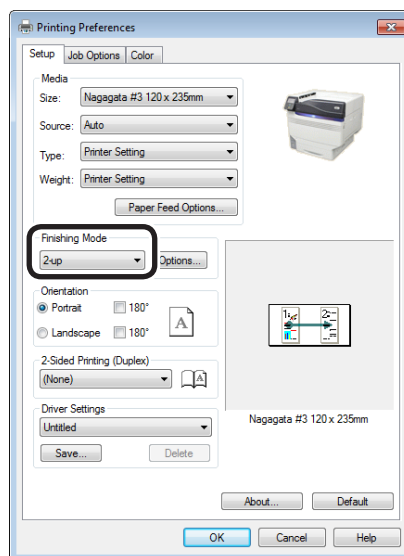 Printing Preferences
Setup Job Options Color
Media
Size: Nagagata #3 120 x 235mm
Source: Auto
Type: Printer Setting
Weight: Printer Setting
Paper Feed Options...
Finishing Mode
2-up Options...
Orientation
Portrait 180°
Landscape 180°
A
2-Sided Printing (Duplex)
(None)
A
Driver Settings
Untitled
Save... Delete
1 2
Nagagata #3 120 x 235mm
About... Default
OK Cancel Help